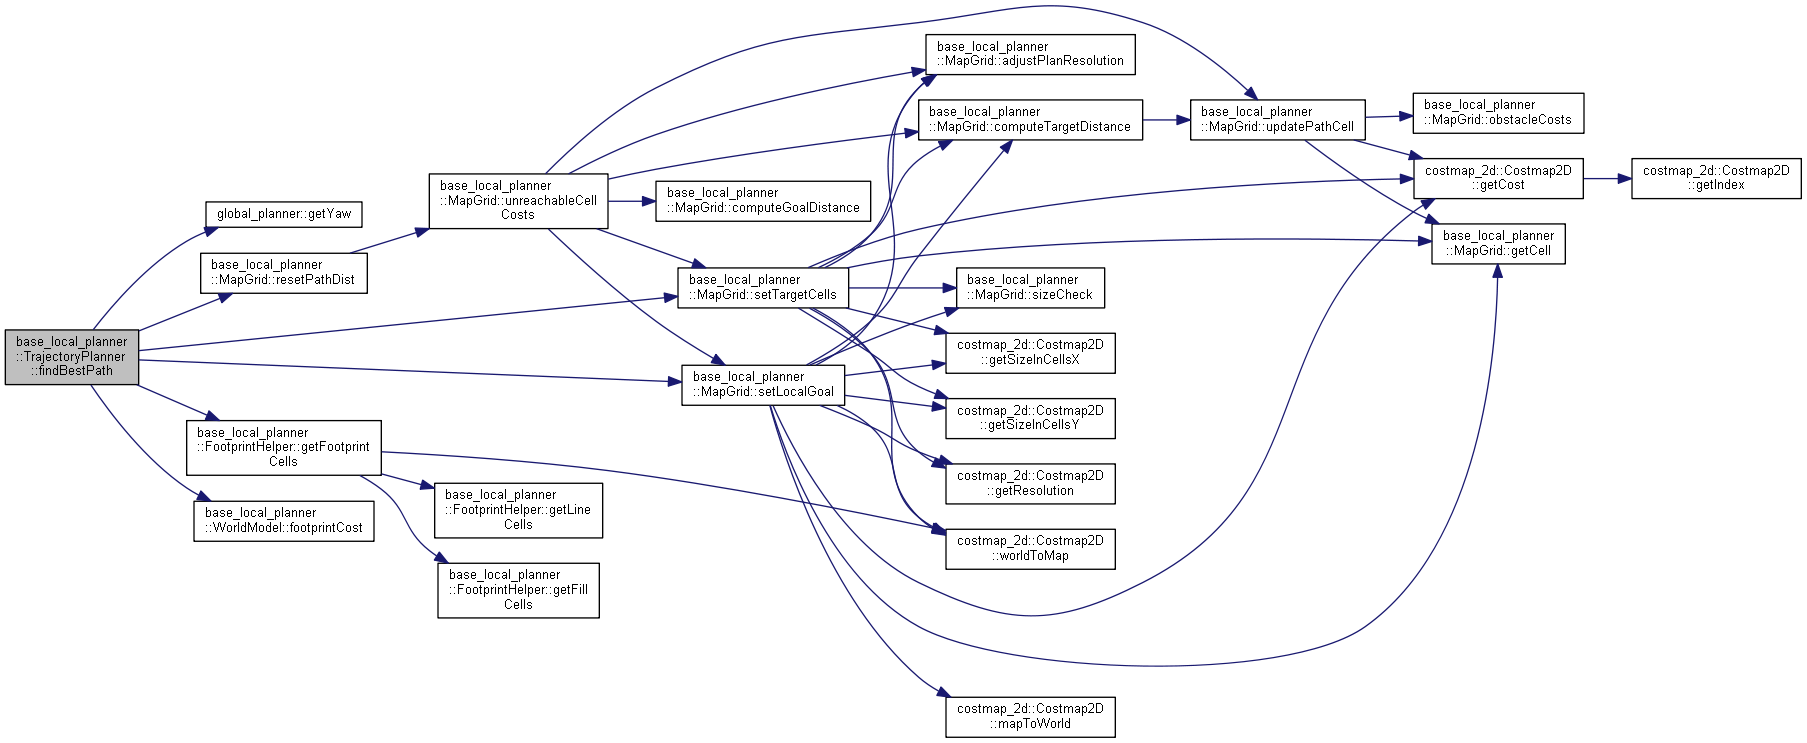 base_local_planner
::TrajectoryPlanner
::findBestPath
global_planner::getYaw
base_local_planner
::MapGrid::resetPathDist
base_local_planner
::FootprintHelper::getFootprint
Cells
base_local_planner
::WorldModel::footprintCost
base_local_planner
::MapGrid::unreachableCell
Costs
base_local_planner
::FootprintHelper::getLine
Cells
base_local_planner
::FootprintHelper::getFill
Cells
base_local_planner
::MapGrid::computeGoalDistance
base_local_planner
::MapGrid::setTargetCells
base_local_planner
::MapGrid::setLocalGoal
base_local_planner
::MapGrid::adjustPlanResolution
base_local_planner
::MapGrid::computeTargetDistance
base_local_planner
::MapGrid::sizeCheck
costmap_2d::Costmap2D
::getSizeInCellsX
costmap_2d::Costmap2D
::getSizeInCellsY
costmap_2d::Costmap2D
::getResolution
costmap_2d::Costmap2D
::worldToMap
costmap_2d::Costmap2D
::mapToWorld
base_local_planner
::MapGrid::updatePathCell
base_local_planner
::MapGrid::obstacleCosts
costmap_2d::Costmap2D
::getCost
base_local_planner
::MapGrid::getCell
costmap_2d::Costmap2D
::getIndex